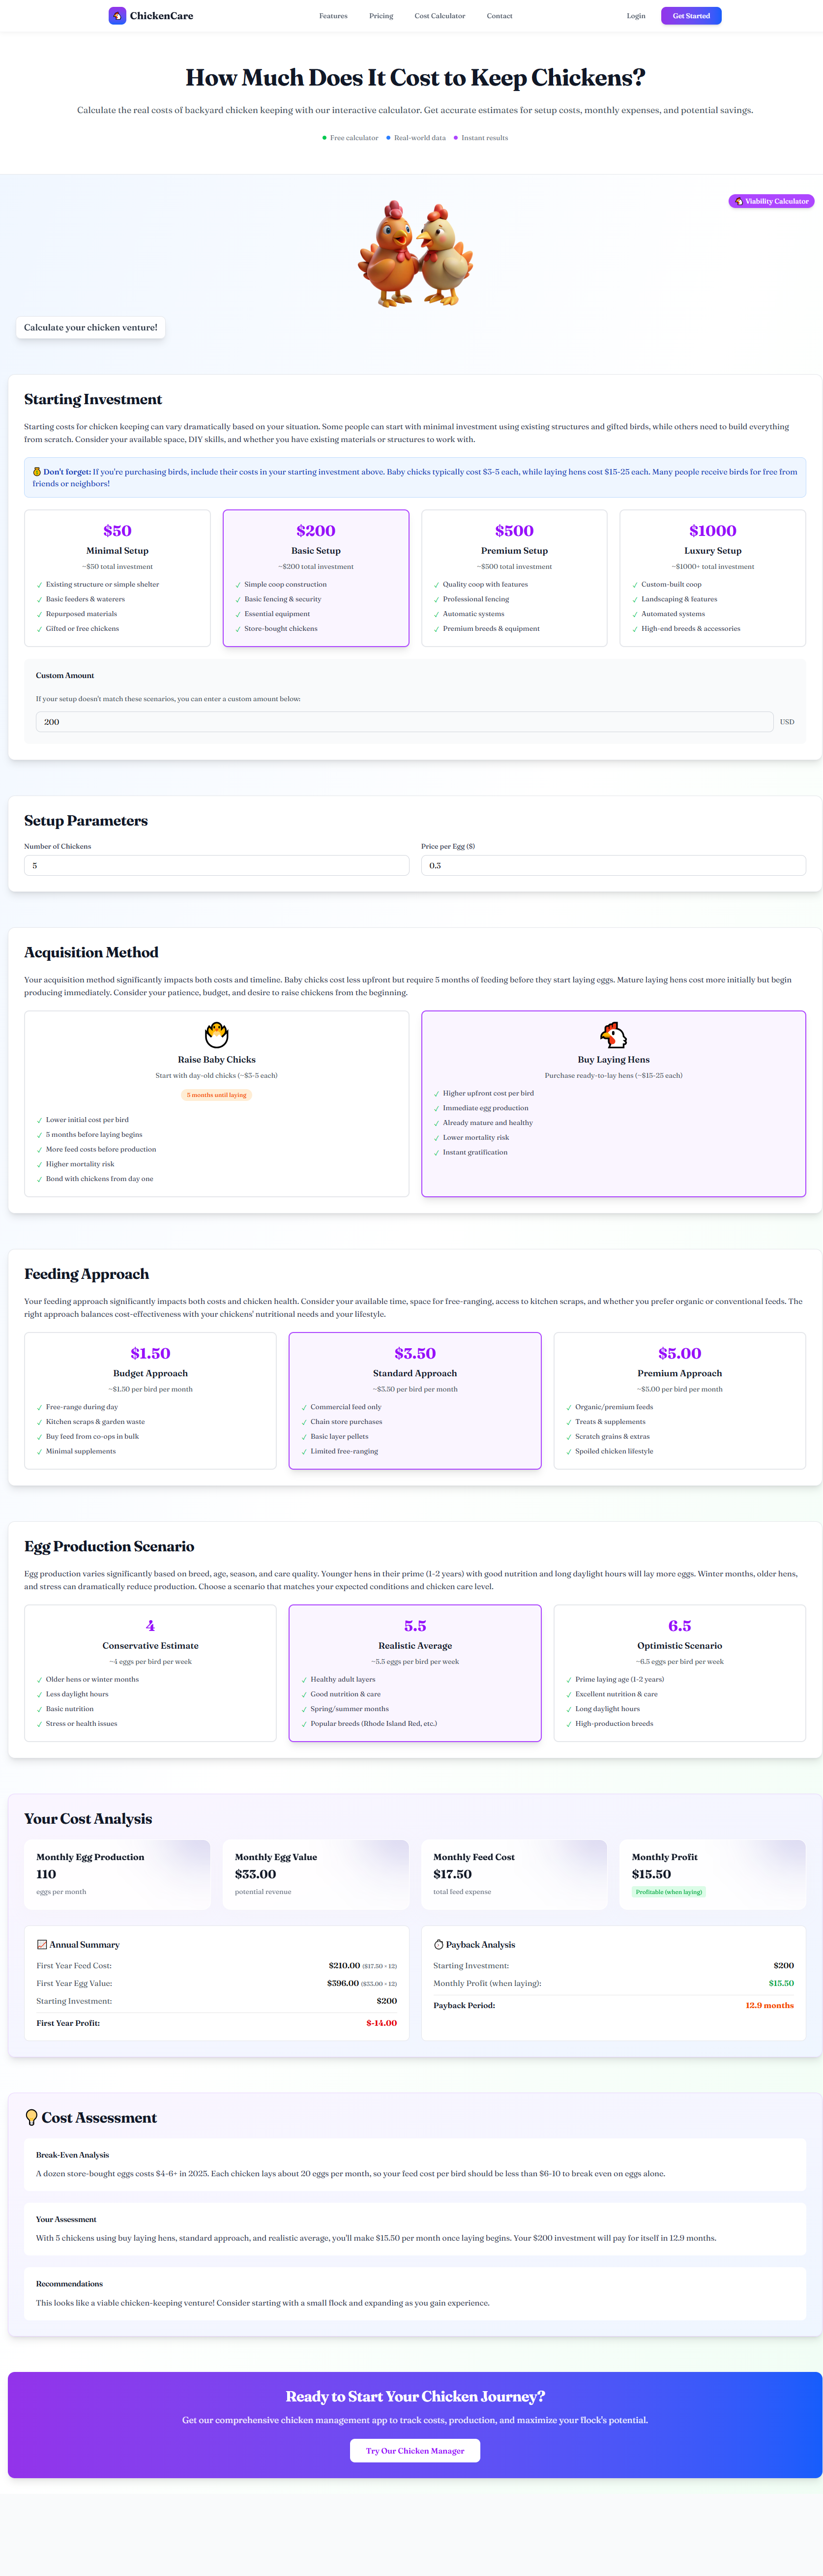 ChickenCare
Features
Pricing
Cost Calculator
Contact
Login
Get Started
How Much Does It Cost to Keep Chickens?
Calculate the real costs of backyard chicken keeping with our interactive calculator. Get accurate estimates for setup costs, monthly expenses, and potential savings.
Free calculator
Real-world data
Instant results
Viability Calculator
Calculate your chicken venture!
Starting Investment
Starting costs for chicken keeping can vary dramatically based on your situation. Some people can start with minimal investment using existing structures and gifted birds, while others need to build everything
from scratch. Consider your available space, DIY skills, and whether you have existing materials or structures to work with.
Don't forget: If you're purchasing birds, include their costs in your starting investment above. Baby chicks typically cost $3-5 each, while laying hens cost $15-25 each. Many people receive birds for free from
friends or neighbors!
$50
Minimal Setup
~$50 total investment
✓ Existing structure or simple shelter
✓ Basic feeders & waterers
✓ Repurposed materials
✓ Gifted or free chickens
$200
Basic Setup
~$200 total investment
✓ Simple coop construction
✓ Basic fencing & security
✓ Essential equipment
✓ Store-bought chickens
$500
Premium Setup
~$500 total investment
✓ Quality coop with features
✓ Professional fencing
✓ Automatic systems
✓ Premium breeds & equipment
$1000
Luxury Setup
~$1000+ total investment
✓ Custom-built coop
✓ Landscaping & features
✓ Automated systems
✓ High-end breeds & accessories
Custom Amount
If your setup doesn't match these scenarios, you can enter a custom amount below:
200
USD
Setup Parameters
Number of Chickens
5
Price per Egg ($)
0.3
Acquisition Method
Your acquisition method significantly impacts both costs and timeline. Baby chicks cost less upfront but require 5 months of feeding before they start laying eggs. Mature laying hens cost more initially but begin
producing immediately. Consider your patience, budget, and desire to raise chickens from the beginning.
Raise Baby Chicks
Start with day-old chicks (~$3-5 each)
5 months until laying
✓ Lower initial cost per bird
✓ 5 months before laying begins
✓ More feed costs before production
✓ Higher mortality risk
✓ Bond with chickens from day one
Buy Laying Hens
Purchase ready-to-lay hens (~$15-25 each)
✓ Higher upfront cost per bird
✓ Immediate egg production
✓ Already mature and healthy
✓ Lower mortality risk
✓ Instant gratification
Feeding Approach
Your feeding approach significantly impacts both costs and chicken health. Consider your available time, space for free-ranging, access to kitchen scraps, and whether you prefer organic or conventional feeds. The
right approach balances cost-effectiveness with your chickens' nutritional needs and your lifestyle.
$1.50
Budget Approach
~$1.50 per bird per month
✓ Free-range during day
✓ Kitchen scraps & garden waste
✓ Buy feed from co-ops in bulk
✓ Minimal supplements
$3.50
Standard Approach
~$3.50 per bird per month
✓ Commercial feed only
✓ Chain store purchases
✓ Basic layer pellets
✓ Limited free-ranging
$5.00
Premium Approach
~$5.00 per bird per month
✓ Organic/premium feeds
✓ Treats & supplements
✓ Scratch grains & extras
✓ Spoiled chicken lifestyle
Egg Production Scenario
Egg production varies significantly based on breed, age, season, and care quality. Younger hens in their prime (1-2 years) with good nutrition and long daylight hours will lay more eggs. Winter months, older hens,
and stress can dramatically reduce production. Choose a scenario that matches your expected conditions and chicken care level.
4
Conservative Estimate
~4 eggs per bird per week
✓ Older hens or winter months
✓ Less daylight hours
✓ Basic nutrition
✓ Stress or health issues
5.5
Realistic Average
~5.5 eggs per bird per week
✓ Healthy adult layers
✓ Good nutrition & care
✓ Spring/summer months
✓ Popular breeds (Rhode Island Red, etc.)
6.5
Optimistic Scenario
~6.5 eggs per bird per week
✓ Prime laying age (1-2 years)
✓ Excellent nutrition & care
✓ Long daylight hours
✓ High-production breeds
Your Cost Analysis
Monthly Egg Production
110
eggs per month
Monthly Egg Value
$33.00
potential revenue
Monthly Feed Cost
$17.50
total feed expense
Monthly Profit
$15.50
Profitable (when laying)
Annual Summary
First Year Feed Cost: $210.00 ($17.50 × 12)
First Year Egg Value: $396.00 ($33.00 × 12)
Starting Investment: $200
First Year Profit: $-14.00
Payback Analysis
Starting Investment: $200
Monthly Profit (when laying): $15.50
Payback Period: 12.9 months
Cost Assessment
Break-Even Analysis
A dozen store-bought eggs costs $4-6+ in 2025. Each chicken lays about 20 eggs per month, so your feed cost per bird should be less than $6-10 to break even on eggs alone.
Your Assessment
With 5 chickens using buy laying hens, standard approach, and realistic average, you'll make $15.50 per month once laying begins. Your $200 investment will pay for itself in 12.9 months.
Recommendations
This looks like a viable chicken-keeping venture! Consider starting with a small flock and expanding as you gain experience.
Ready to Start Your Chicken Journey?
Get our comprehensive chicken management app to track costs, production, and maximize your flock's potential.
Try Our Chicken Manager